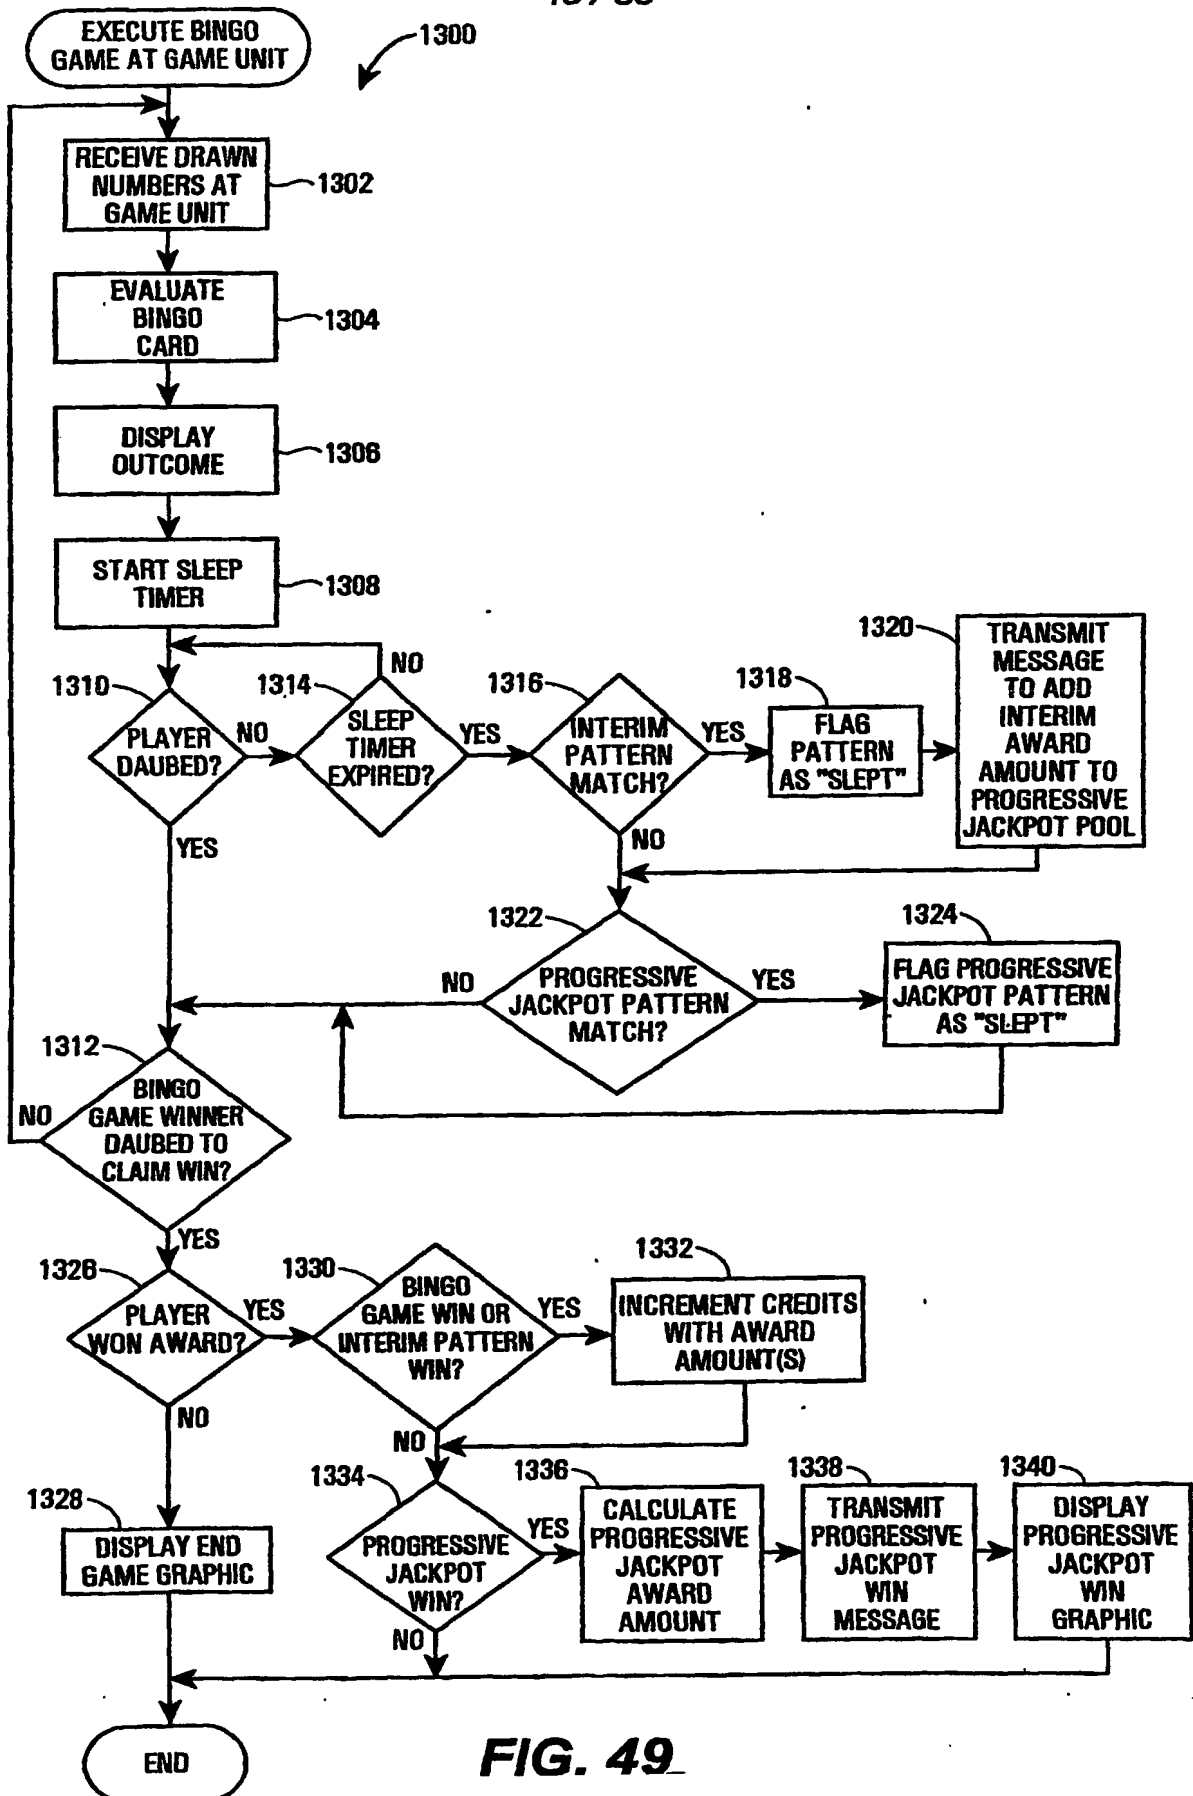 EXECUTE BINGO
GAME AT GAME UNIT
1300
RECEIVE DRAWN
NUMBERS AT
GAME UNIT
1302
EVALUATE
BINGO
CARD
1304
DISPLAY
OUTCOME
1306
START SLEEP
TIMER
1308
1310
PLAYER
DAUBED?
NO
YES
1314
SLEEP
TIMER
EXPIRED?
NO
YES
1316
INTERIM
PATTERN
MATCH?
YES
NO
1318
FLAG
PATTERN
AS "SLEPT"
1320
TRANSMIT
MESSAGE
TO ADD
INTERIM
AWARD
AMOUNT TO
PROGRESSIVE
JACKPOT POOL
1322
PROGRESSIVE
JACKPOT PATTERN
MATCH?
NO
YES
1324
FLAG PROGRESSIVE
JACKPOT PATTERN
AS "SLEPT"
1312
BINGO
GAME WINNER
DAUBED TO
CLAIM WIN?
NO
YES
1326
PLAYER
WON AWARD?
YES
NO
1330
BINGO
GAME WIN OR
INTERIM PATTERN
WIN?
YES
NO
1332
INCREMENT CREDITS
WITH AWARD
AMOUNT(S)
1328
DISPLAY END
GAME GRAPHIC
1334
PROGRESSIVE
JACKPOT
WIN?
YES
NO
1336
CALCULATE
PROGRESSIVE
JACKPOT
AWARD
AMOUNT
1338
TRANSMIT
PROGRESSIVE
JACKPOT
WIN
MESSAGE
1340
DISPLAY
PROGRESSIVE
JACKPOT
WIN
GRAPHIC
END
FIG. 49